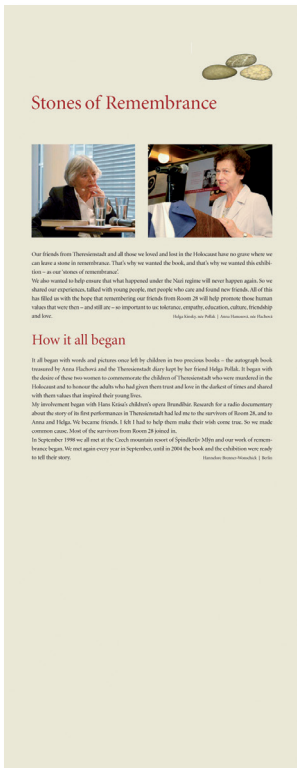 Stones of Remembrance
Our friends from Theresienstadt and all those we loved and lost in the Holocaust have no grave where we
can leave a stone in remembrance. That's why we wanted the book, and that's why we wanted this exhibi-
tion – as our 'stones of remembrance'.
We also wanted to help ensure that what happened under the Nazi regime will never happen again. So we
shared our experiences, talked with young people, met people who care and found new friends. All of this
has filled us with the hope that remembering our friends from Room 28 will help promote those human
values that were then – and still are – so important to us: tolerance, empathy, education, culture, friendship
and love. Helga Kinsky, née Pollak | Anna Hanusová, née Flachová
How it all began
It all began with words and pictures once left by children in two precious books – the autograph book
treasured by Anna Flachová and the Theresienstadt diary kept by her friend Helga Pollak. It began with
the desire of these two women to commemorate the children of Theresienstadt who were murdered in the
Holocaust and to honour the adults who had given them trust and love in the darkest of times and shared
with them values that inspired their young lives.
My involvement began with Hans Krása's children's opera Brundibár. Research for a radio documentary
about the story of its first performances in Theresienstadt had led me to the survivors of Room 28, and to
Anna and Helga. We became friends. I felt I had to help them make their wish come true. So we made
common cause. Most of the survivors from Room 28 joined in.
In September 1998 we all met at the Czech mountain resort of Špindlerův Mlýn and our work of remem-
brance began. We met again every year in September, until in 2004 the book and the exhibition were ready
to tell their story. Hannelore Brenner-Wonschick | Berlin